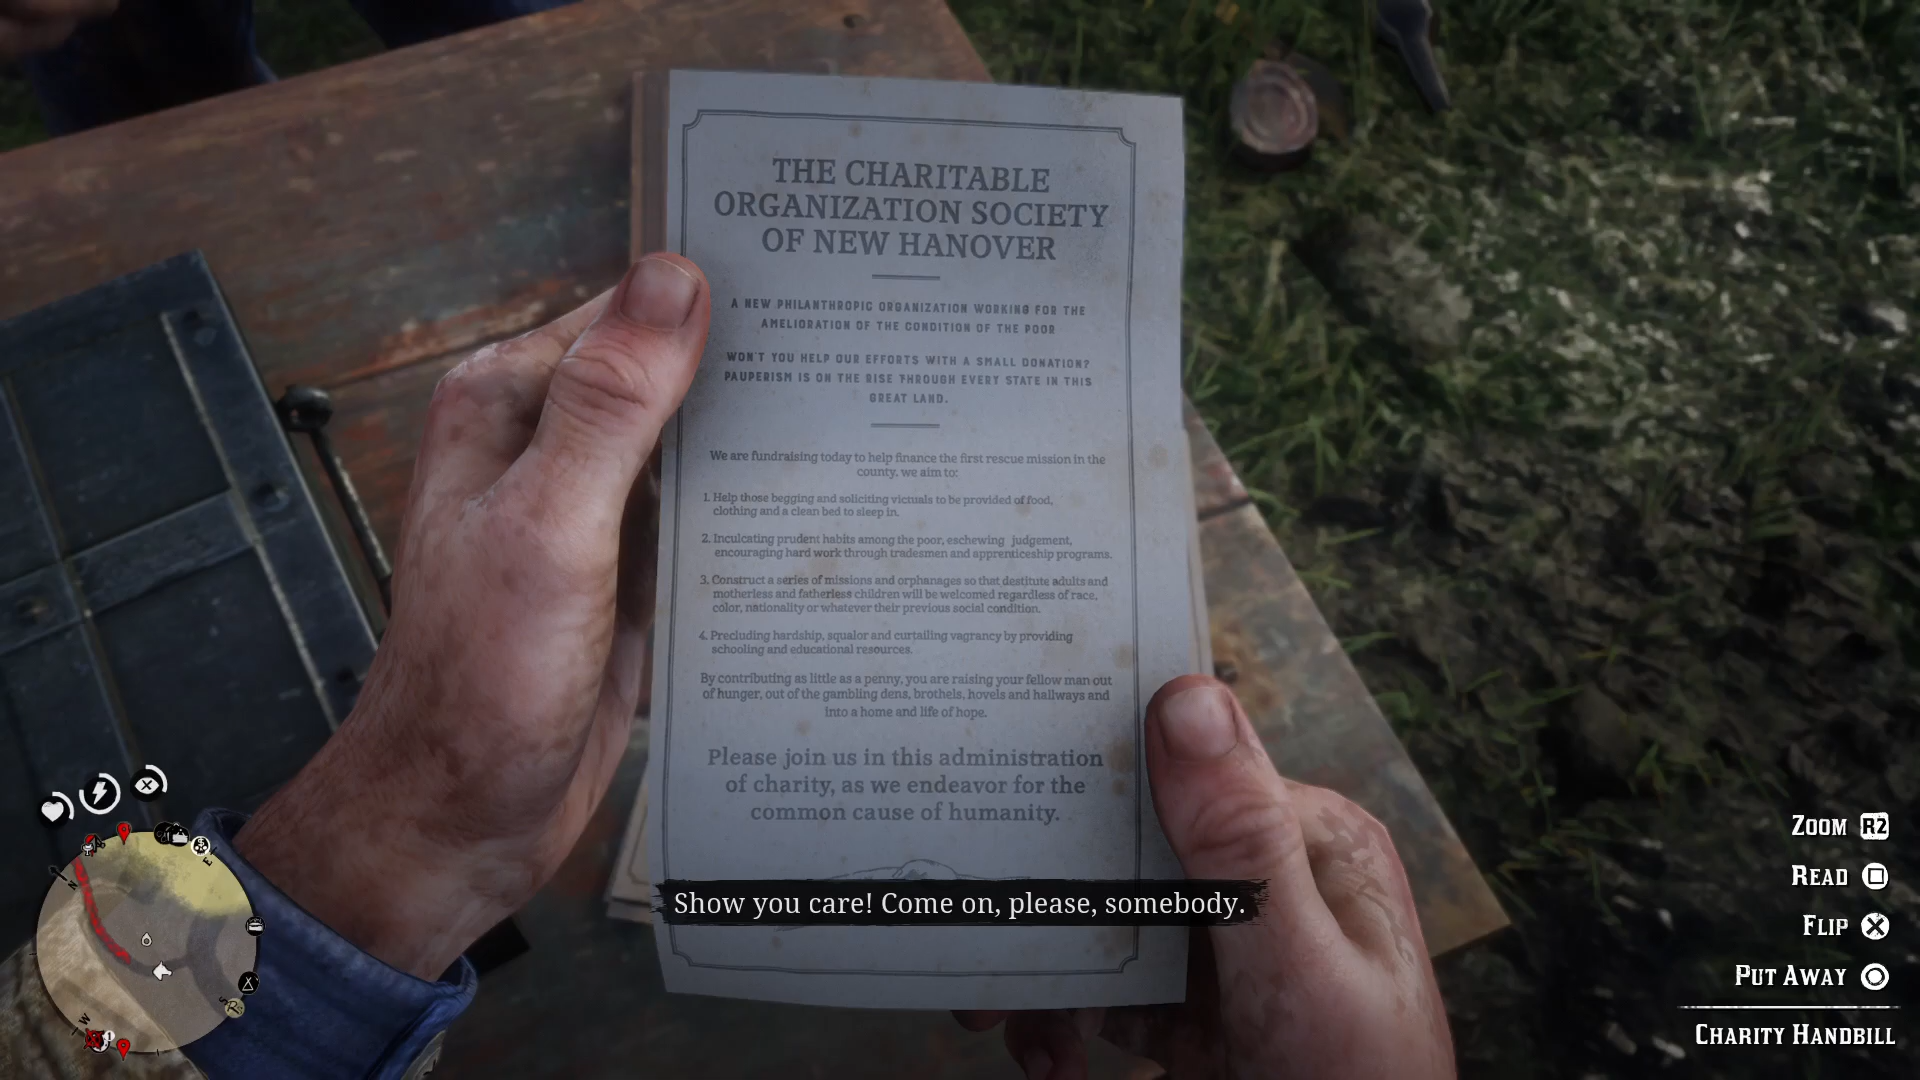 THE CHARITABLE
ORGANIZATION SOCIETY
OF NEW HANOVER
A NEW PHILANTHROPIC ORGANIZATION WORKING FOR THE
AMELIORATION OF THE CONDITION OF THE POOR
WON'T YOU HELP OUR EFFORTS WITH A SMALL DONATION?
PAUPERISM IS ON THE RISE THROUGH EVERY STATE IN THIS
GREAT LAND.
We are fundraising today to help finance the first rescue mission in the
county, we aim to:
1. Help those begging and soliciting victuals to be provided of food,
clothing and a clean bed to sleep in.
2. Inculcating prudent habits among the poor, eschewing judgement,
encouraging hard work through tradesmen and apprenticeship programs.
3. Construct a series of missions and orphanages so that destitute adults and
motherless and fatherless children will be welcomed regardless of race,
color, nationality or whatever their previous social condition.
4. Precluding hardship, squalor and curtailing vagrancy by providing
schooling and educational resources.
By contributing as little as a penny, you are raising your fellow man out
of hunger, out of the gambling dens, brothels, hovels and hallways and
into a home and life of hope.
Please join us in this administration
of charity, as we endeavor for the
common cause of humanity.
Show you care! Come on, please, somebody.
ZOOM R2
READ
FLIP
PUT AWAY
CHARITY HANDBILL
N
E
S
W